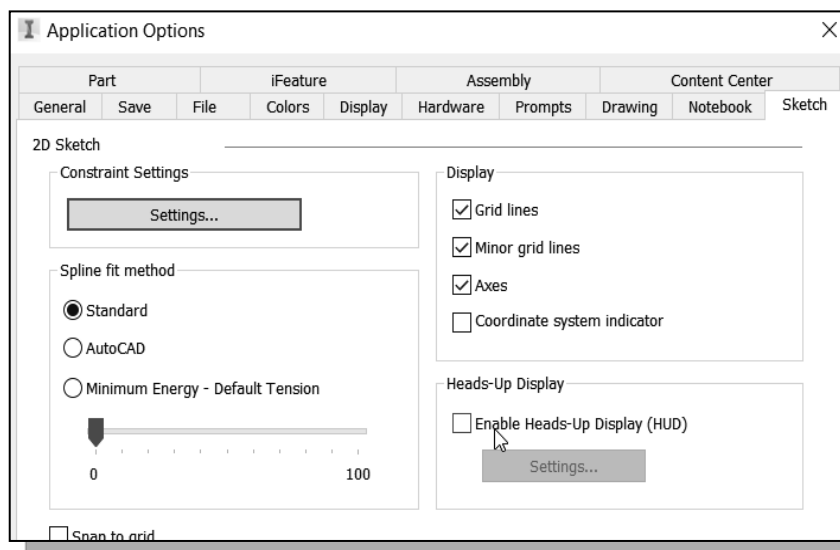 Application Options
Part iFeature Assembly Content Center
General Save File Colors Display Hardware Prompts Drawing Notebook Sketch
2D Sketch
Constraint Settings
Settings...
Spline fit method
Standard
AutoCAD
Minimum Energy - Default Tension
0 100
Snap to grid
Display
Grid lines
Minor grid lines
Axes
Coordinate system indicator
Heads-Up Display
Enable Heads-Up Display (HUD)
Settings...